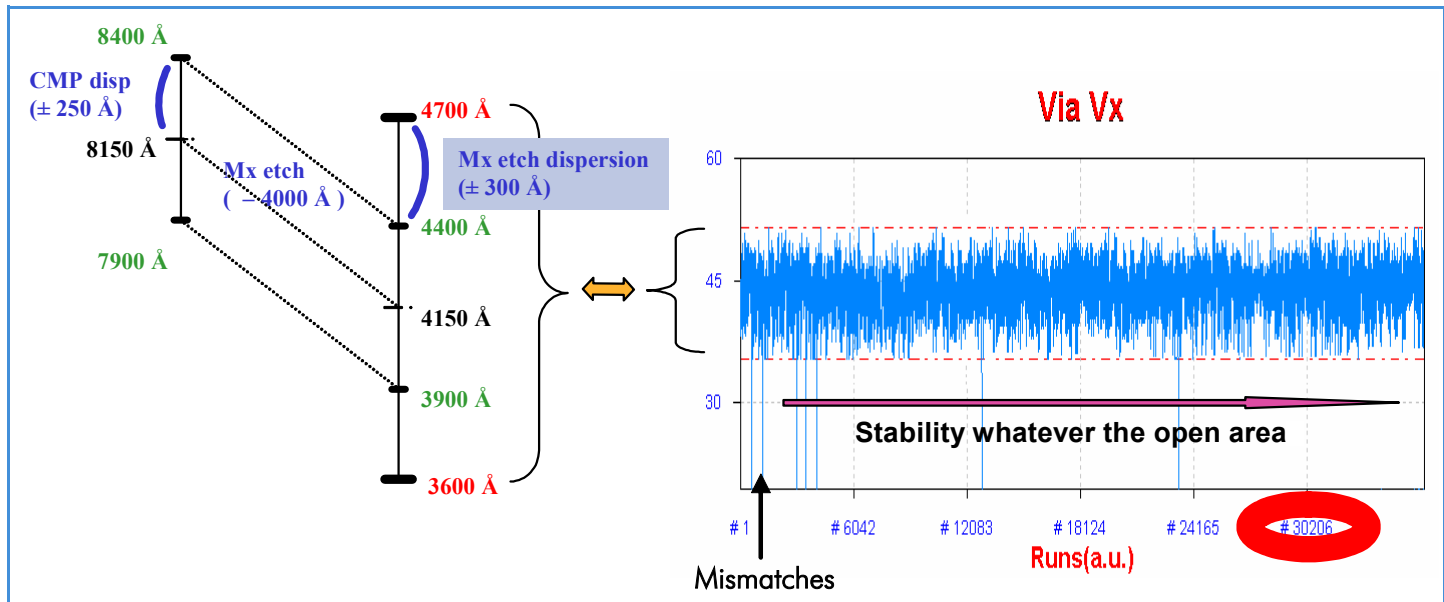 8400 Å
CMP disp
(± 250 Å)
8150 Å
7900 Å
Mx etch
( – 4000 Å )
4700 Å
Mx etch dispersion
(± 300 Å)
4400 Å
4150 Å
3900 Å
3600 Å
Via Vx
60
45
30
Stability whatever the open area
# 1
# 6042
# 12083
# 18124
# 24165
# 30206
Runs(a.u.)
Mismatches